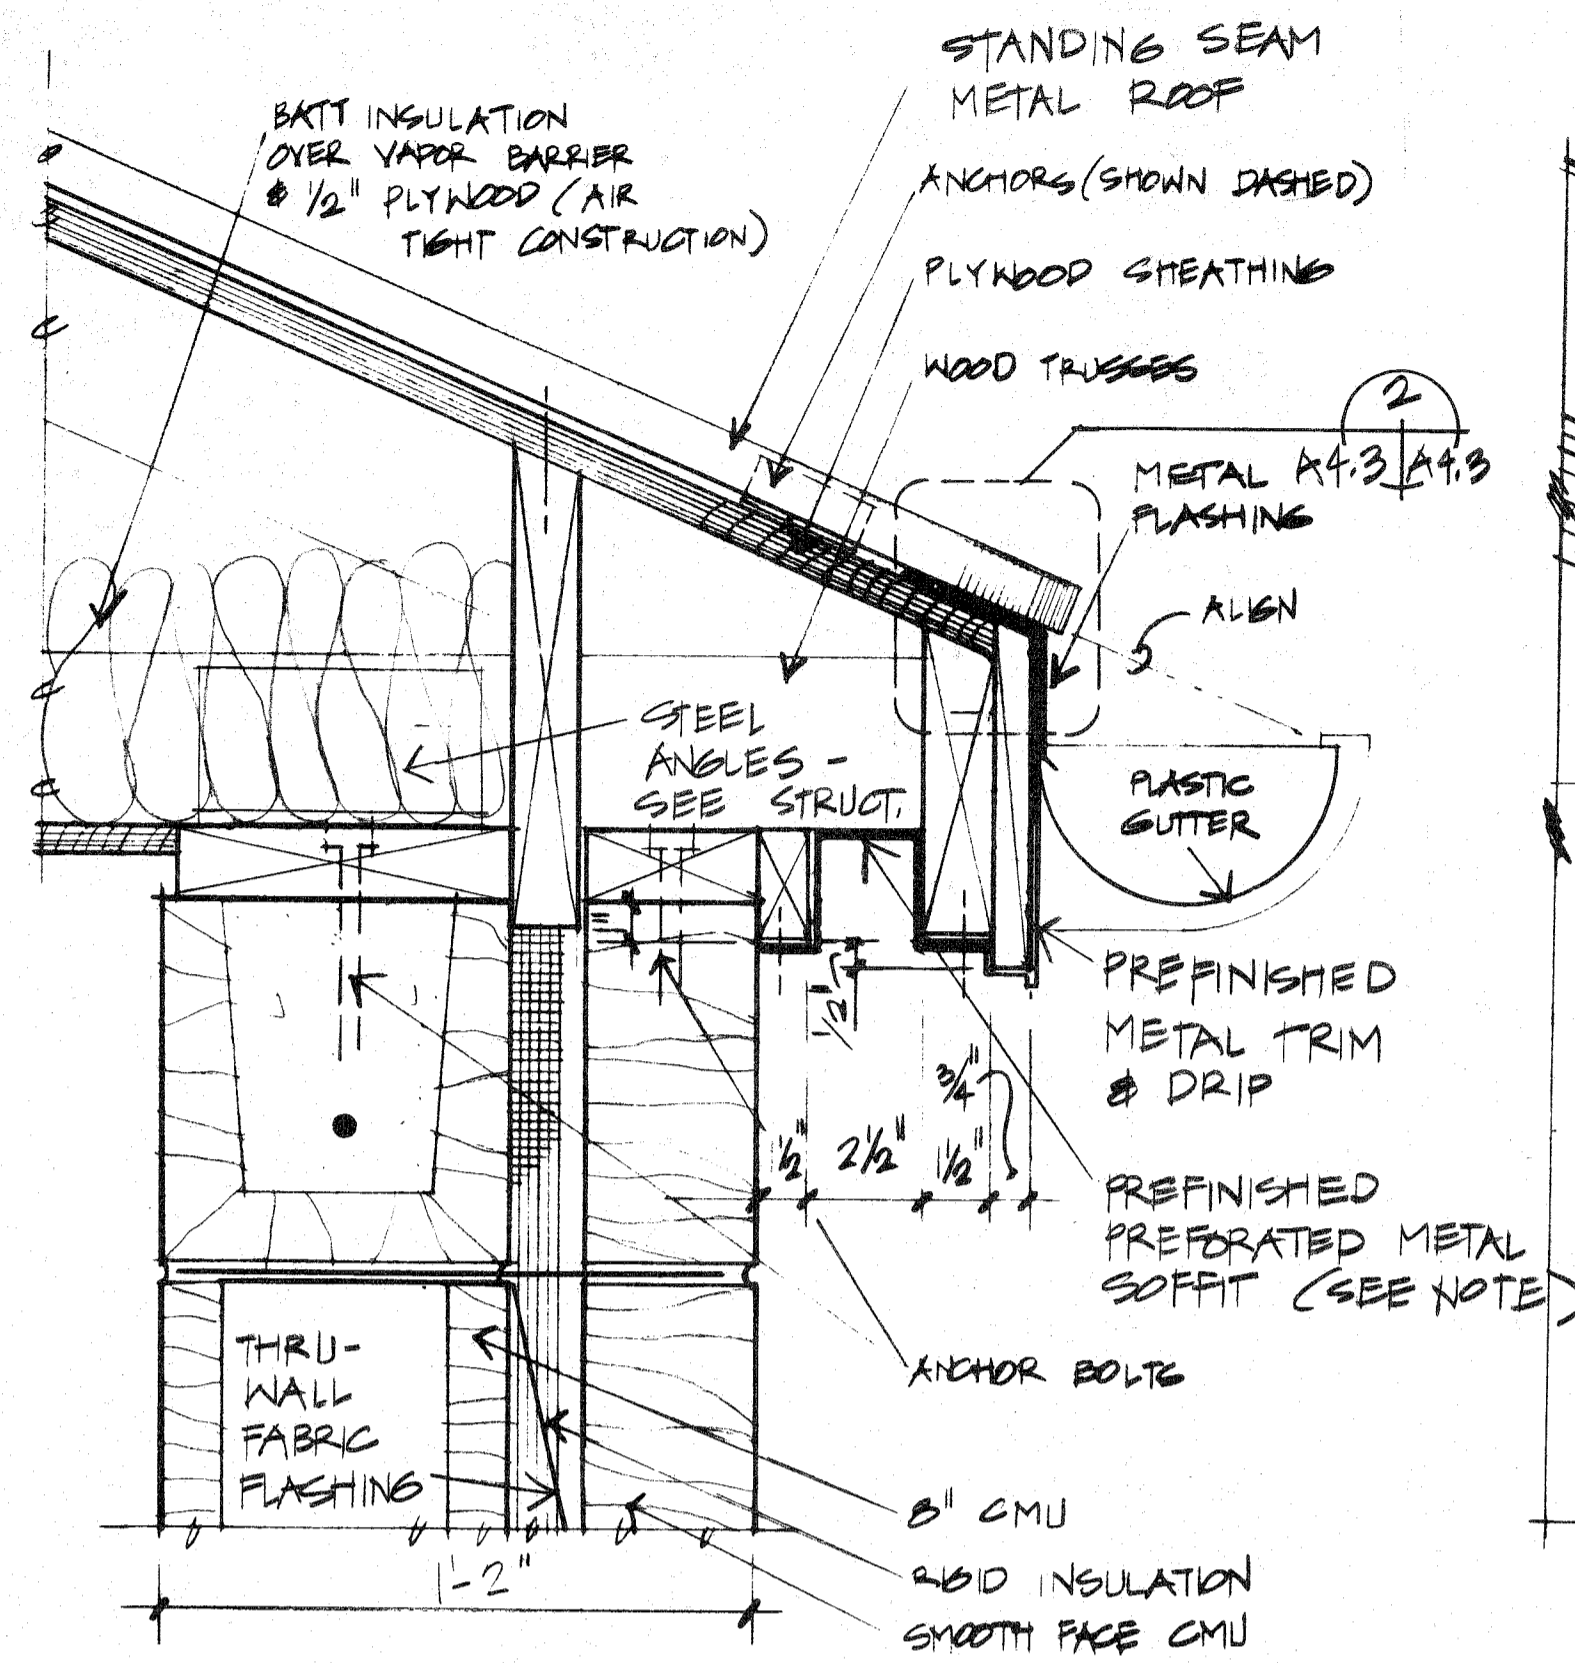 STANDING SEAM
METAL ROOF
BATT INSULATION
OVER VAPOR BARRIER
& 1/2" PLYWOOD (AIR
TIGHT CONSTRUCTION)
ANCHORS (SHOWN DASHED)
PLYWOOD SHEATHING
WOOD TRUSSES
2
A4.3 A4.3
METAL
FLASHING
ALIGN
STEEL
ANGLES -
SEE STRUCT.
PLASTIC
GUTTER
1"
1/2"
PREFINISHED
METAL TRIM
& DRIP
3/4"
1/2" 2 1/2" 1 1/2"
PREFINISHED
PREFORATED METAL
SOFFIT (SEE NOTE)
THRU-
WALL
FABRIC
FLASHING
ANCHOR BOLTS
8" CMU
RIGID INSULATION
SMOOTH FACE CMU
1'-2"